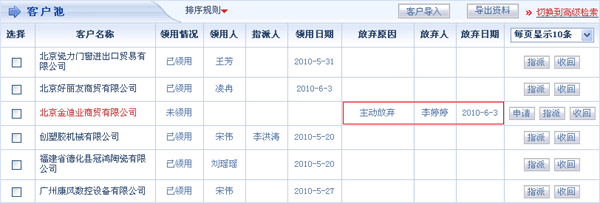 客户池 排序规则 客户导入 导出资料 » 切换到高级检索
选择 客户名称 领用情况 领用人 指派人 领用日期 放弃原因 放弃人 放弃日期 每页显示10条
北京瓷力门窗进出口贸易有限公司 已领用 王芳 2010-5-31 指派 收回
北京好丽友商贸有限公司 已领用 凌冉 2010-6-3 指派 收回
北京金迪业商贸有限公司 未领用 主动放弃 李婷婷 2010-6-3 申请 指派 收回
创塑胶机械有限公司 已领用 宋伟 李洪涛 2010-5-20 指派 收回
福建省德化县冠鸿陶瓷有限公司 已领用 刘瑶瑶 2010-5-20 指派 收回
广州康风数控设备有限公司 已领用 宋伟 2010-5-27 指派 收回